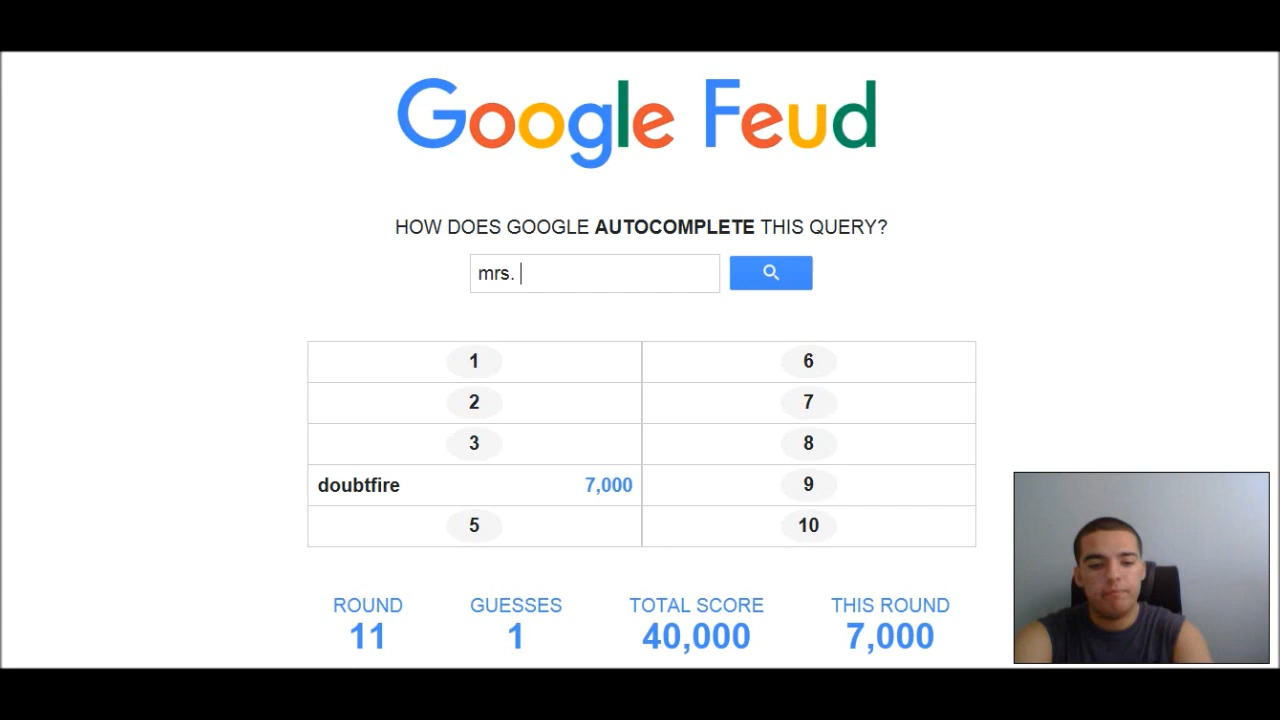 Google Feud
HOW DOES GOOGLE AUTOCOMPLETE THIS QUERY?
mrs.
1
6
2
7
3
8
doubtfire 7,000
9
5
10
ROUND GUESSES TOTAL SCORE THIS ROUND
11 1 40,000 7,000